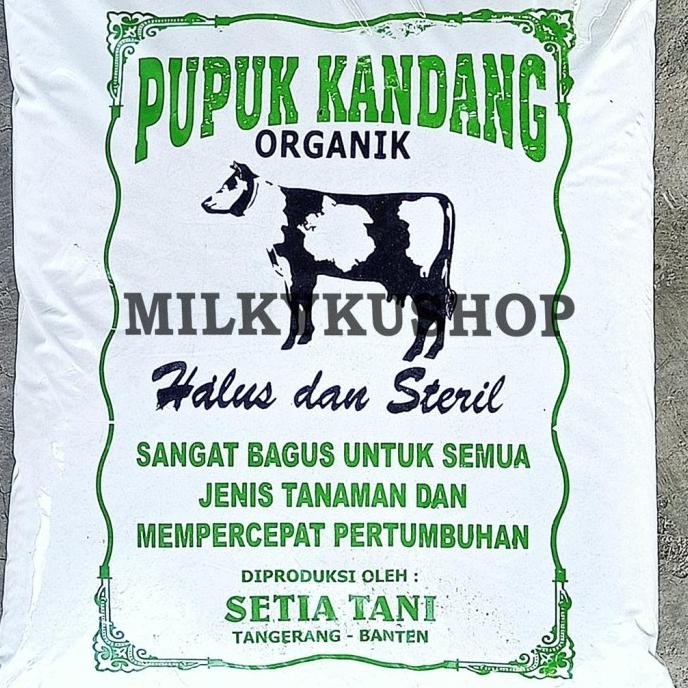 PUPUK KANDANG
ORGANIK
MILKYKUSHOP
Halus dan Steril
SANGAT BAGUS UNTUK SEMUA
JENIS TANAMAN DAN
MEMPERCEPAT PERTUMBUHAN
DIPRODUKSI OLEH :
SETIA TANI
TANGERANG - BANTEN